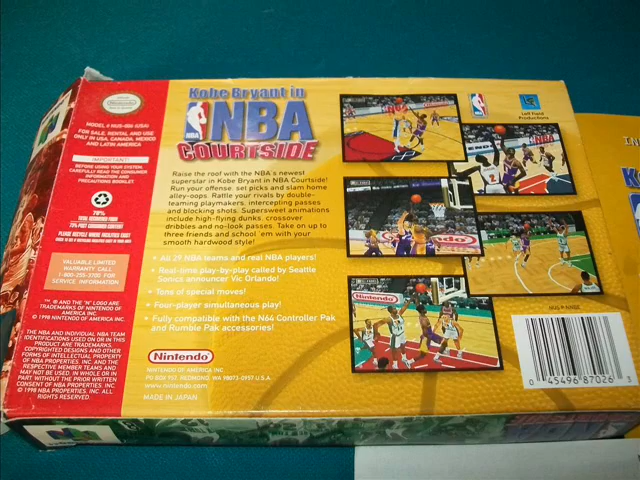 Nintendo
MODEL # NUS-006 (USA)
FOR SALE, RENTAL AND USE
ONLY IN USA, CANADA, MEXICO
AND LATIN AMERICA
IMPORTANT:
BEFORE USING YOUR SYSTEM,
CAREFULLY READ THE CONSUMER
INFORMATION AND
PRECAUTIONS BOOKLET.
VALUABLE LIMITED
WARRANTY CALL
1-800-255-3700 FOR
SERVICE INFORMATION
™, ® AND THE "N" LOGO ARE
TRADEMARKS OF NINTENDO OF
AMERICA INC.
© 1998 NINTENDO OF AMERICA INC.
THE NBA AND INDIVIDUAL NBA TEAM
IDENTIFICATIONS USED ON OR IN THIS
PRODUCT ARE TRADEMARKS,
COPYRIGHTED DESIGNS AND OTHER
FORMS OF INTELLECTUAL PROPERTY
OF NBA PROPERTIES, INC. AND THE
RESPECTIVE MEMBER TEAMS AND
MAY NOT BE USED, IN WHOLE OR IN
PART, WITHOUT THE PRIOR WRITTEN
CONSENT OF NBA PROPERTIES, INC.
© 1998 NBA PROPERTIES, INC. ALL
RIGHTS RESERVED.
Kobe Bryant in
NBA
COURTSIDE
Raise the roof with the NBA's newest
superstar in Kobe Bryant in NBA Courtside!
Run your offense, set picks and slam home
alley-oops. Rattle your rivals by double-
teaming playmakers, intercepting passes
and blocking shots. Supersweet animations
include high-flying dunks, crossover
dribbles and no-look passes. Take on up to
three friends and school 'em with your
smooth hardwood style!
• All 29 NBA teams and real NBA players!
• Real-time play-by-play called by Seattle
Sonics announcer Vic Orlando!
• Tons of special moves!
• Four-player simultaneous play!
• Fully compatible with the N64 Controller Pak
and Rumble Pak accessories!
Nintendo
NINTENDO OF AMERICA INC.
PO BOX 957, REDMOND, WA 98073-0957 U.S.A.
www.nintendo.com
MADE IN JAPAN
Left Field
Productions
Nintendo
0 45496 87026 3